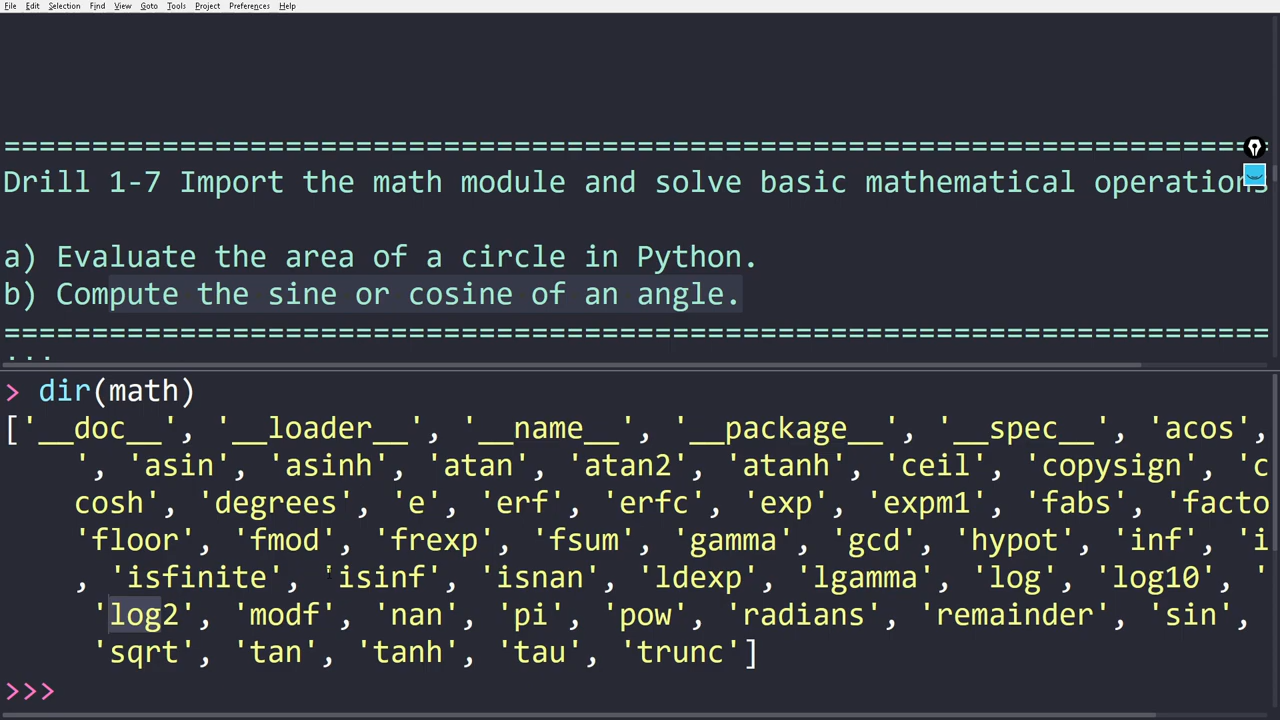 File Edit Selection Find View Goto Tools Project Preferences Help
========================================================================
Drill 1-7 Import the math module and solve basic mathematical operations
a) Evaluate the area of a circle in Python.
b) Compute the sine or cosine of an angle.
========================================================================
...
> dir(math)
['__doc__', '__loader__', '__name__', '__package__', '__spec__', 'acos',
', 'asin', 'asinh', 'atan', 'atan2', 'atanh', 'ceil', 'copysign', 'c
cosh', 'degrees', 'e', 'erf', 'erfc', 'exp', 'expm1', 'fabs', 'facto
'floor', 'fmod', 'frexp', 'fsum', 'gamma', 'gcd', 'hypot', 'inf', 'i
, 'isfinite', 'isinf', 'isnan', 'ldexp', 'lgamma', 'log', 'log10', '
'log2', 'modf', 'nan', 'pi', 'pow', 'radians', 'remainder', 'sin',
'sqrt', 'tan', 'tanh', 'tau', 'trunc']
>>>